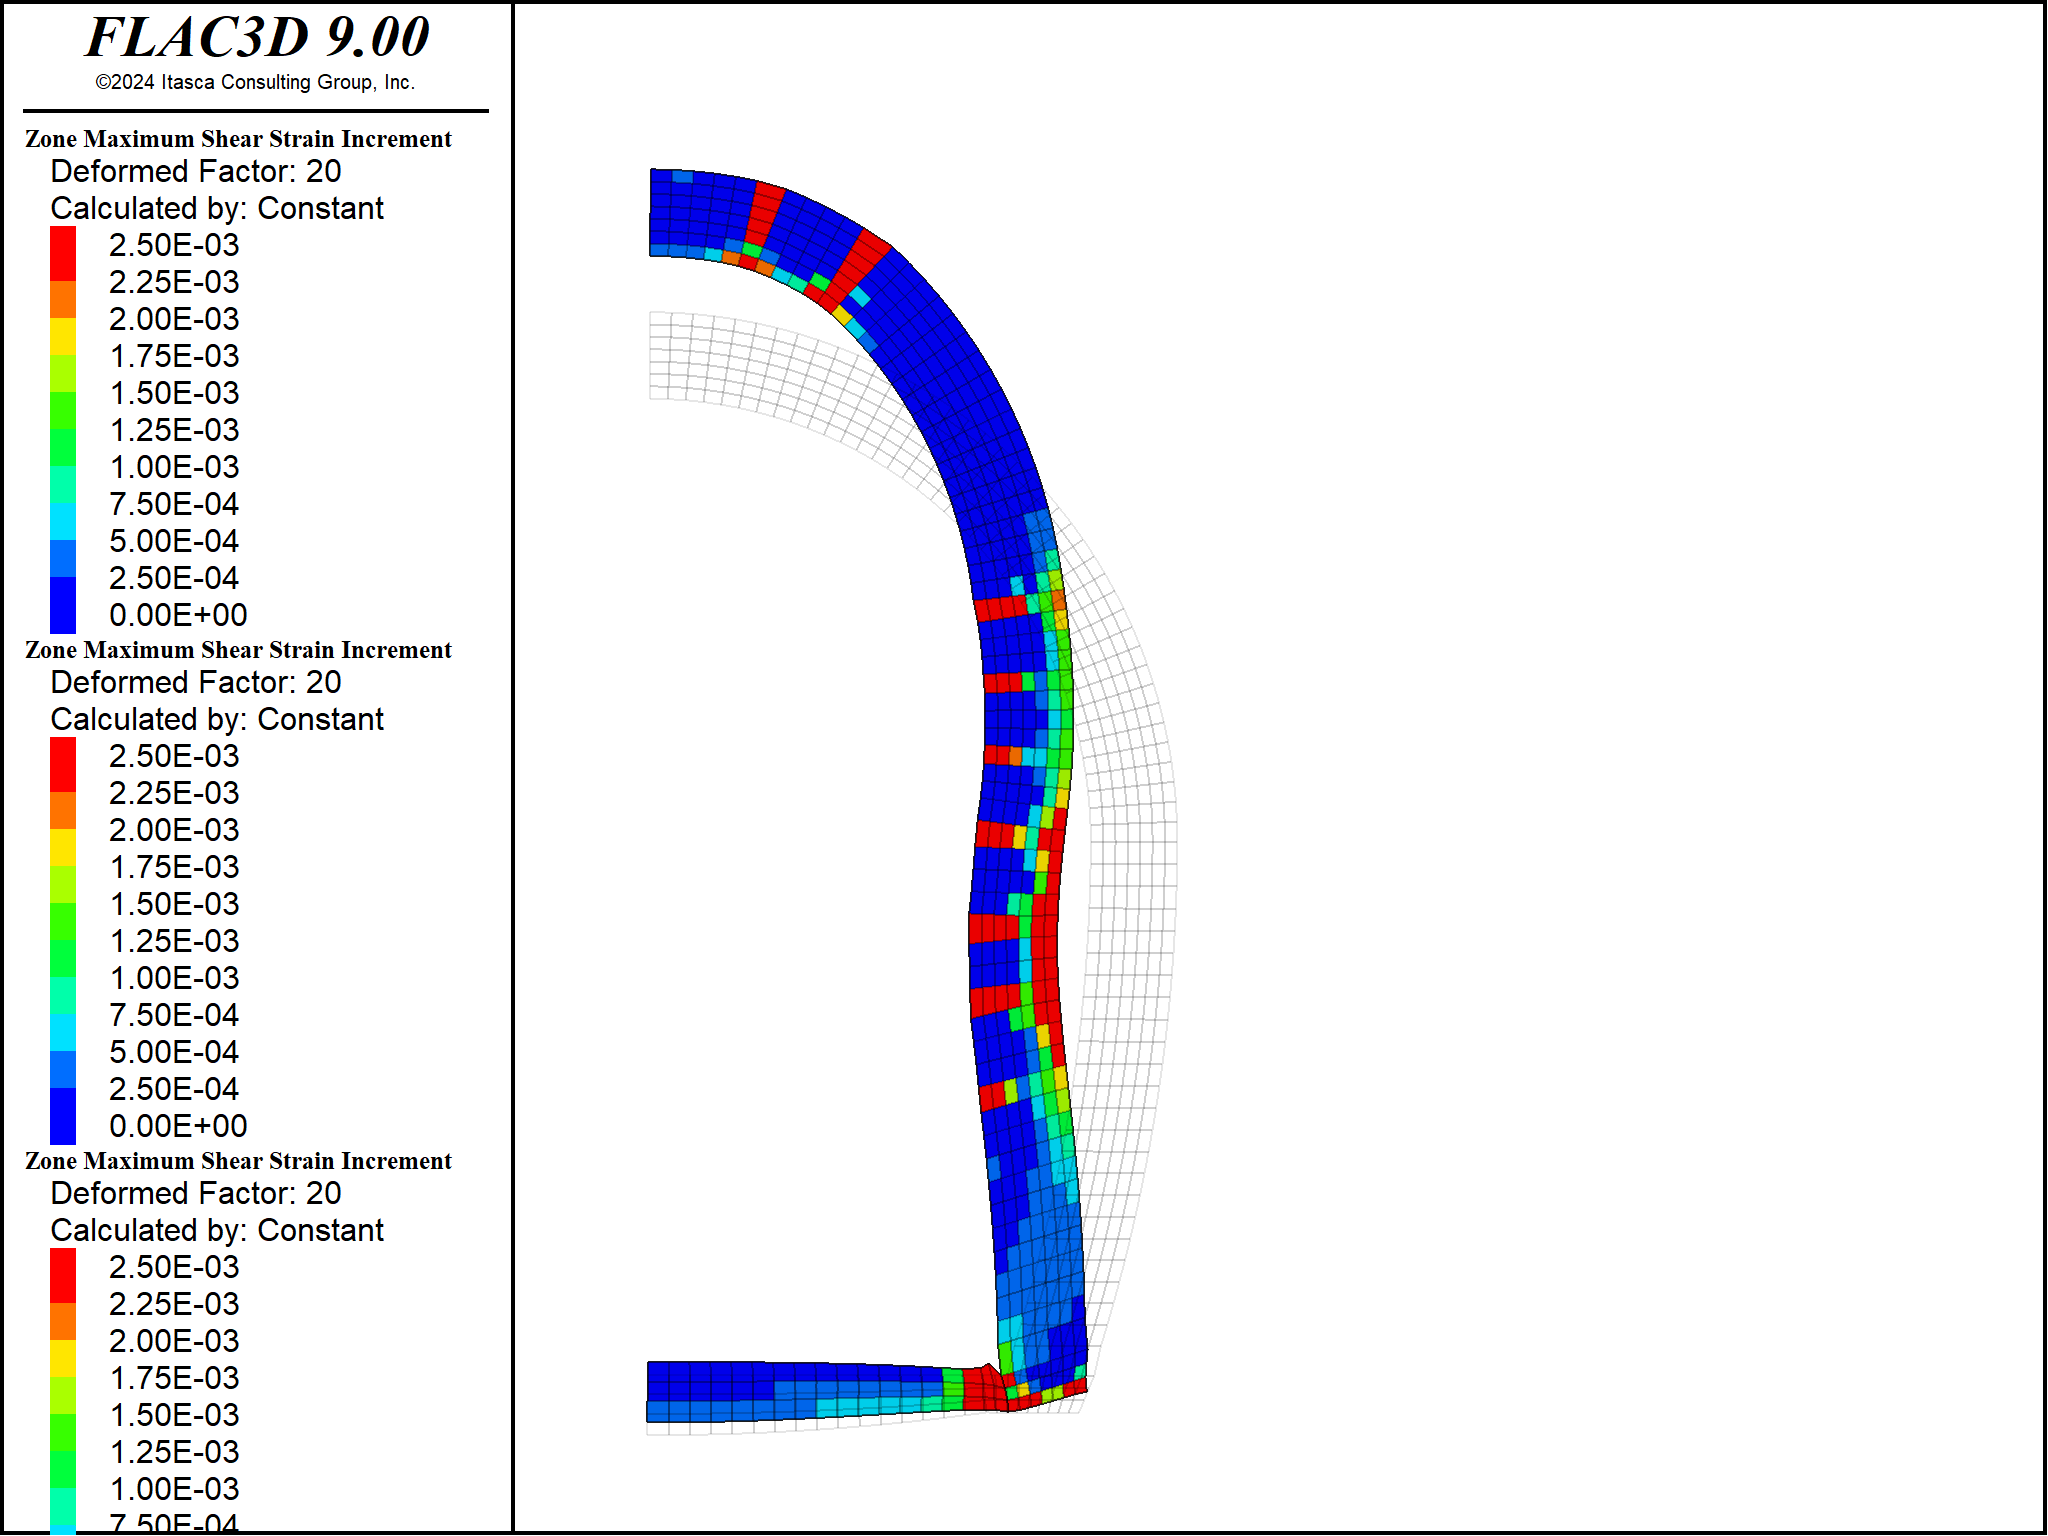 FLAC3D 9.00
©2024 Itasca Consulting Group, Inc.
Zone Maximum Shear Strain Increment
Deformed Factor: 20
Calculated by: Constant
2.50E-03
2.25E-03
2.00E-03
1.75E-03
1.50E-03
1.25E-03
1.00E-03
7.50E-04
5.00E-04
2.50E-04
0.00E+00
Zone Maximum Shear Strain Increment
Deformed Factor: 20
Calculated by: Constant
2.50E-03
2.25E-03
2.00E-03
1.75E-03
1.50E-03
1.25E-03
1.00E-03
7.50E-04
5.00E-04
2.50E-04
0.00E+00
Zone Maximum Shear Strain Increment
Deformed Factor: 20
Calculated by: Constant
2.50E-03
2.25E-03
2.00E-03
1.75E-03
1.50E-03
1.25E-03
1.00E-03
7.50E-04